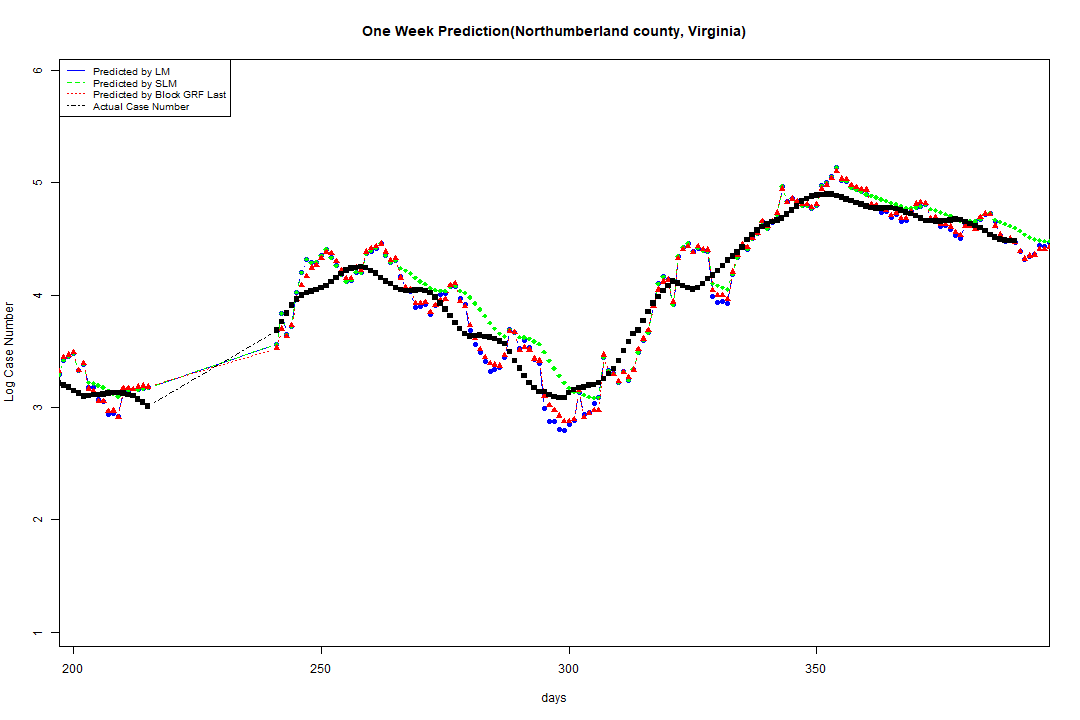 One Week Prediction(Northumberland county, Virginia)
Predicted by LM
Predicted by SLM
Predicted by Block GRF Last
Actual Case Number
6
5
4
3
2
1
Log Case Number
200 250 300 350
days